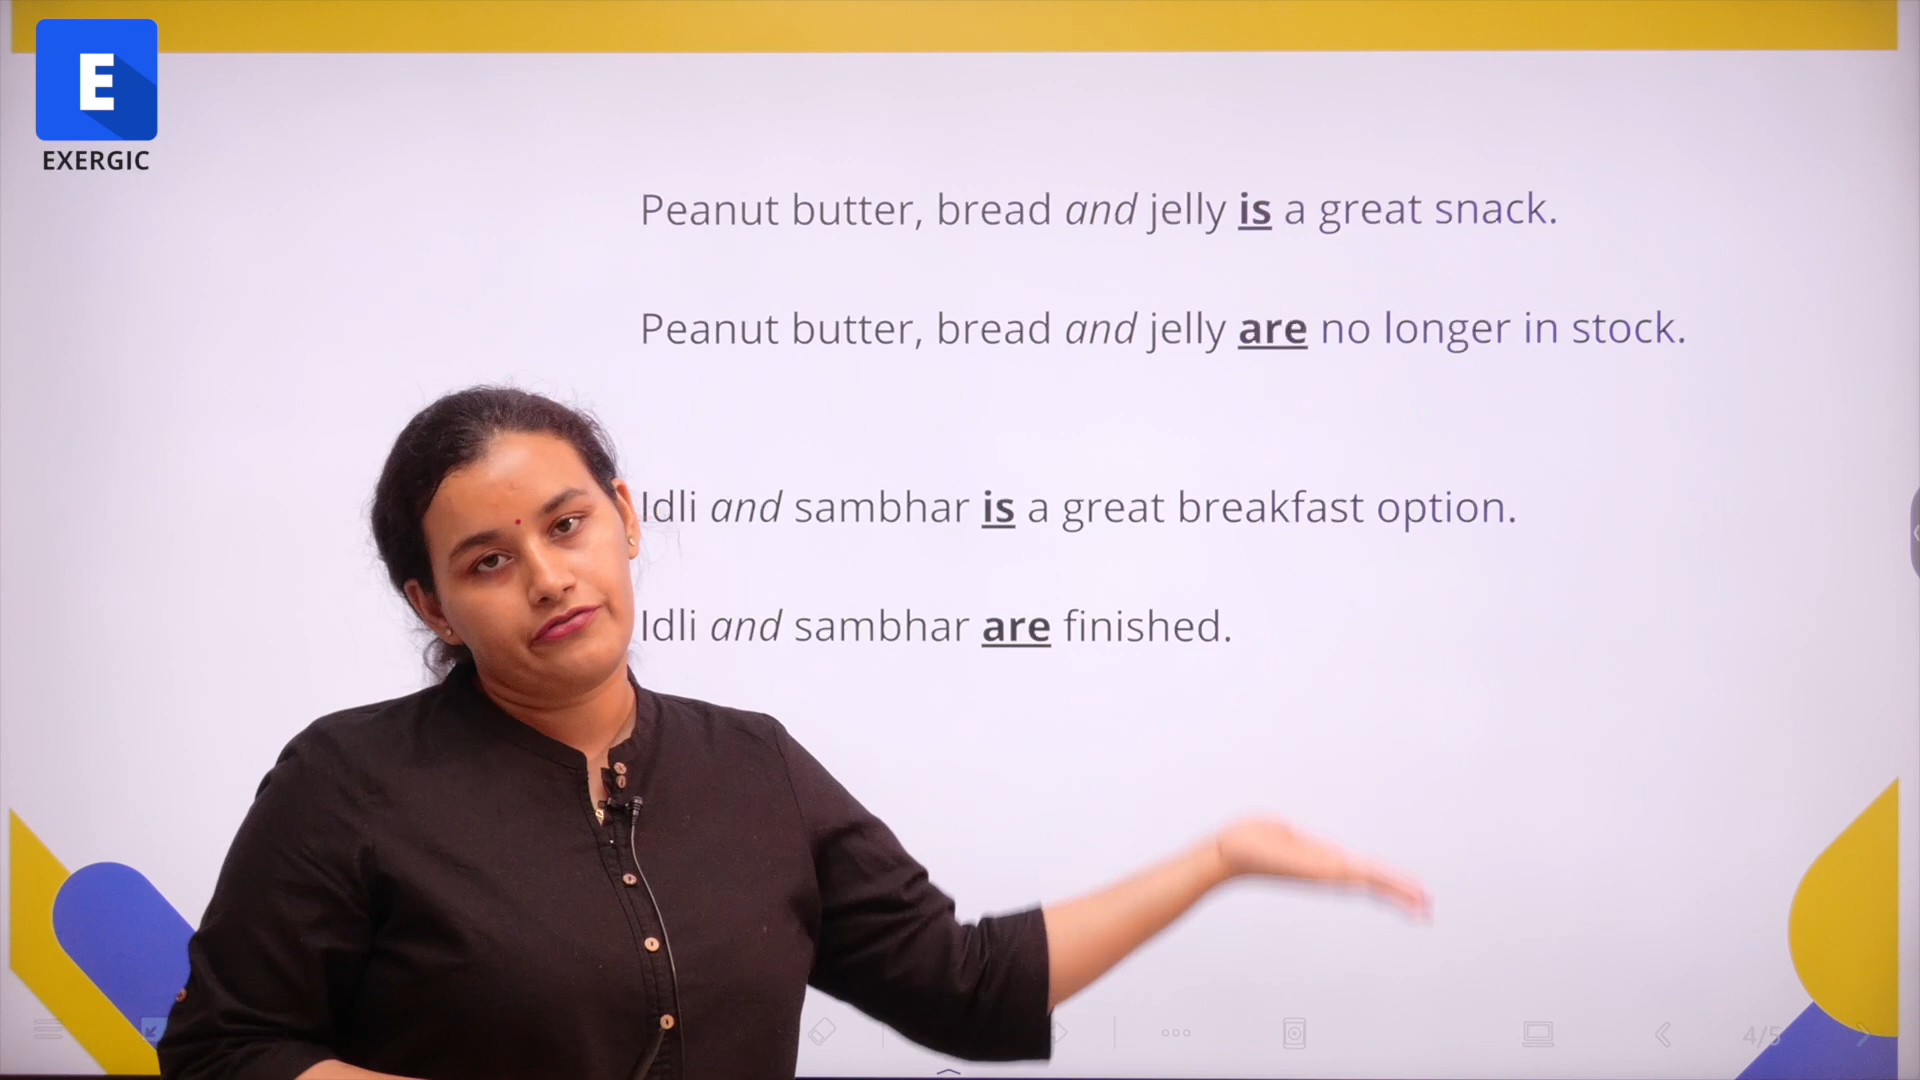 E
EXERGIC
Peanut butter, bread and jelly is a great snack.
Peanut butter, bread and jelly are no longer in stock.
Idli and sambhar is a great breakfast option.
Idli and sambhar are finished.
4/5